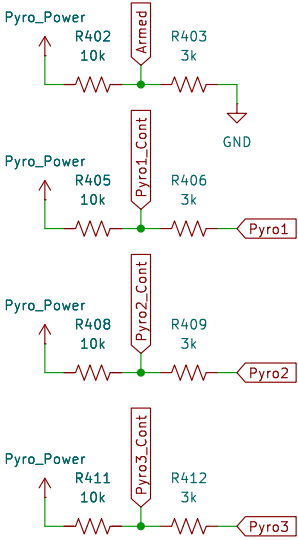 Pyro_Power
R402
10k
Armed
R403
3k
GND
Pyro_Power
R405
10k
Pyro1_Cont
R406
3k
Pyro1
Pyro_Power
R408
10k
Pyro2_Cont
R409
3k
Pyro2
Pyro_Power
R411
10k
Pyro3_Cont
R412
3k
Pyro3